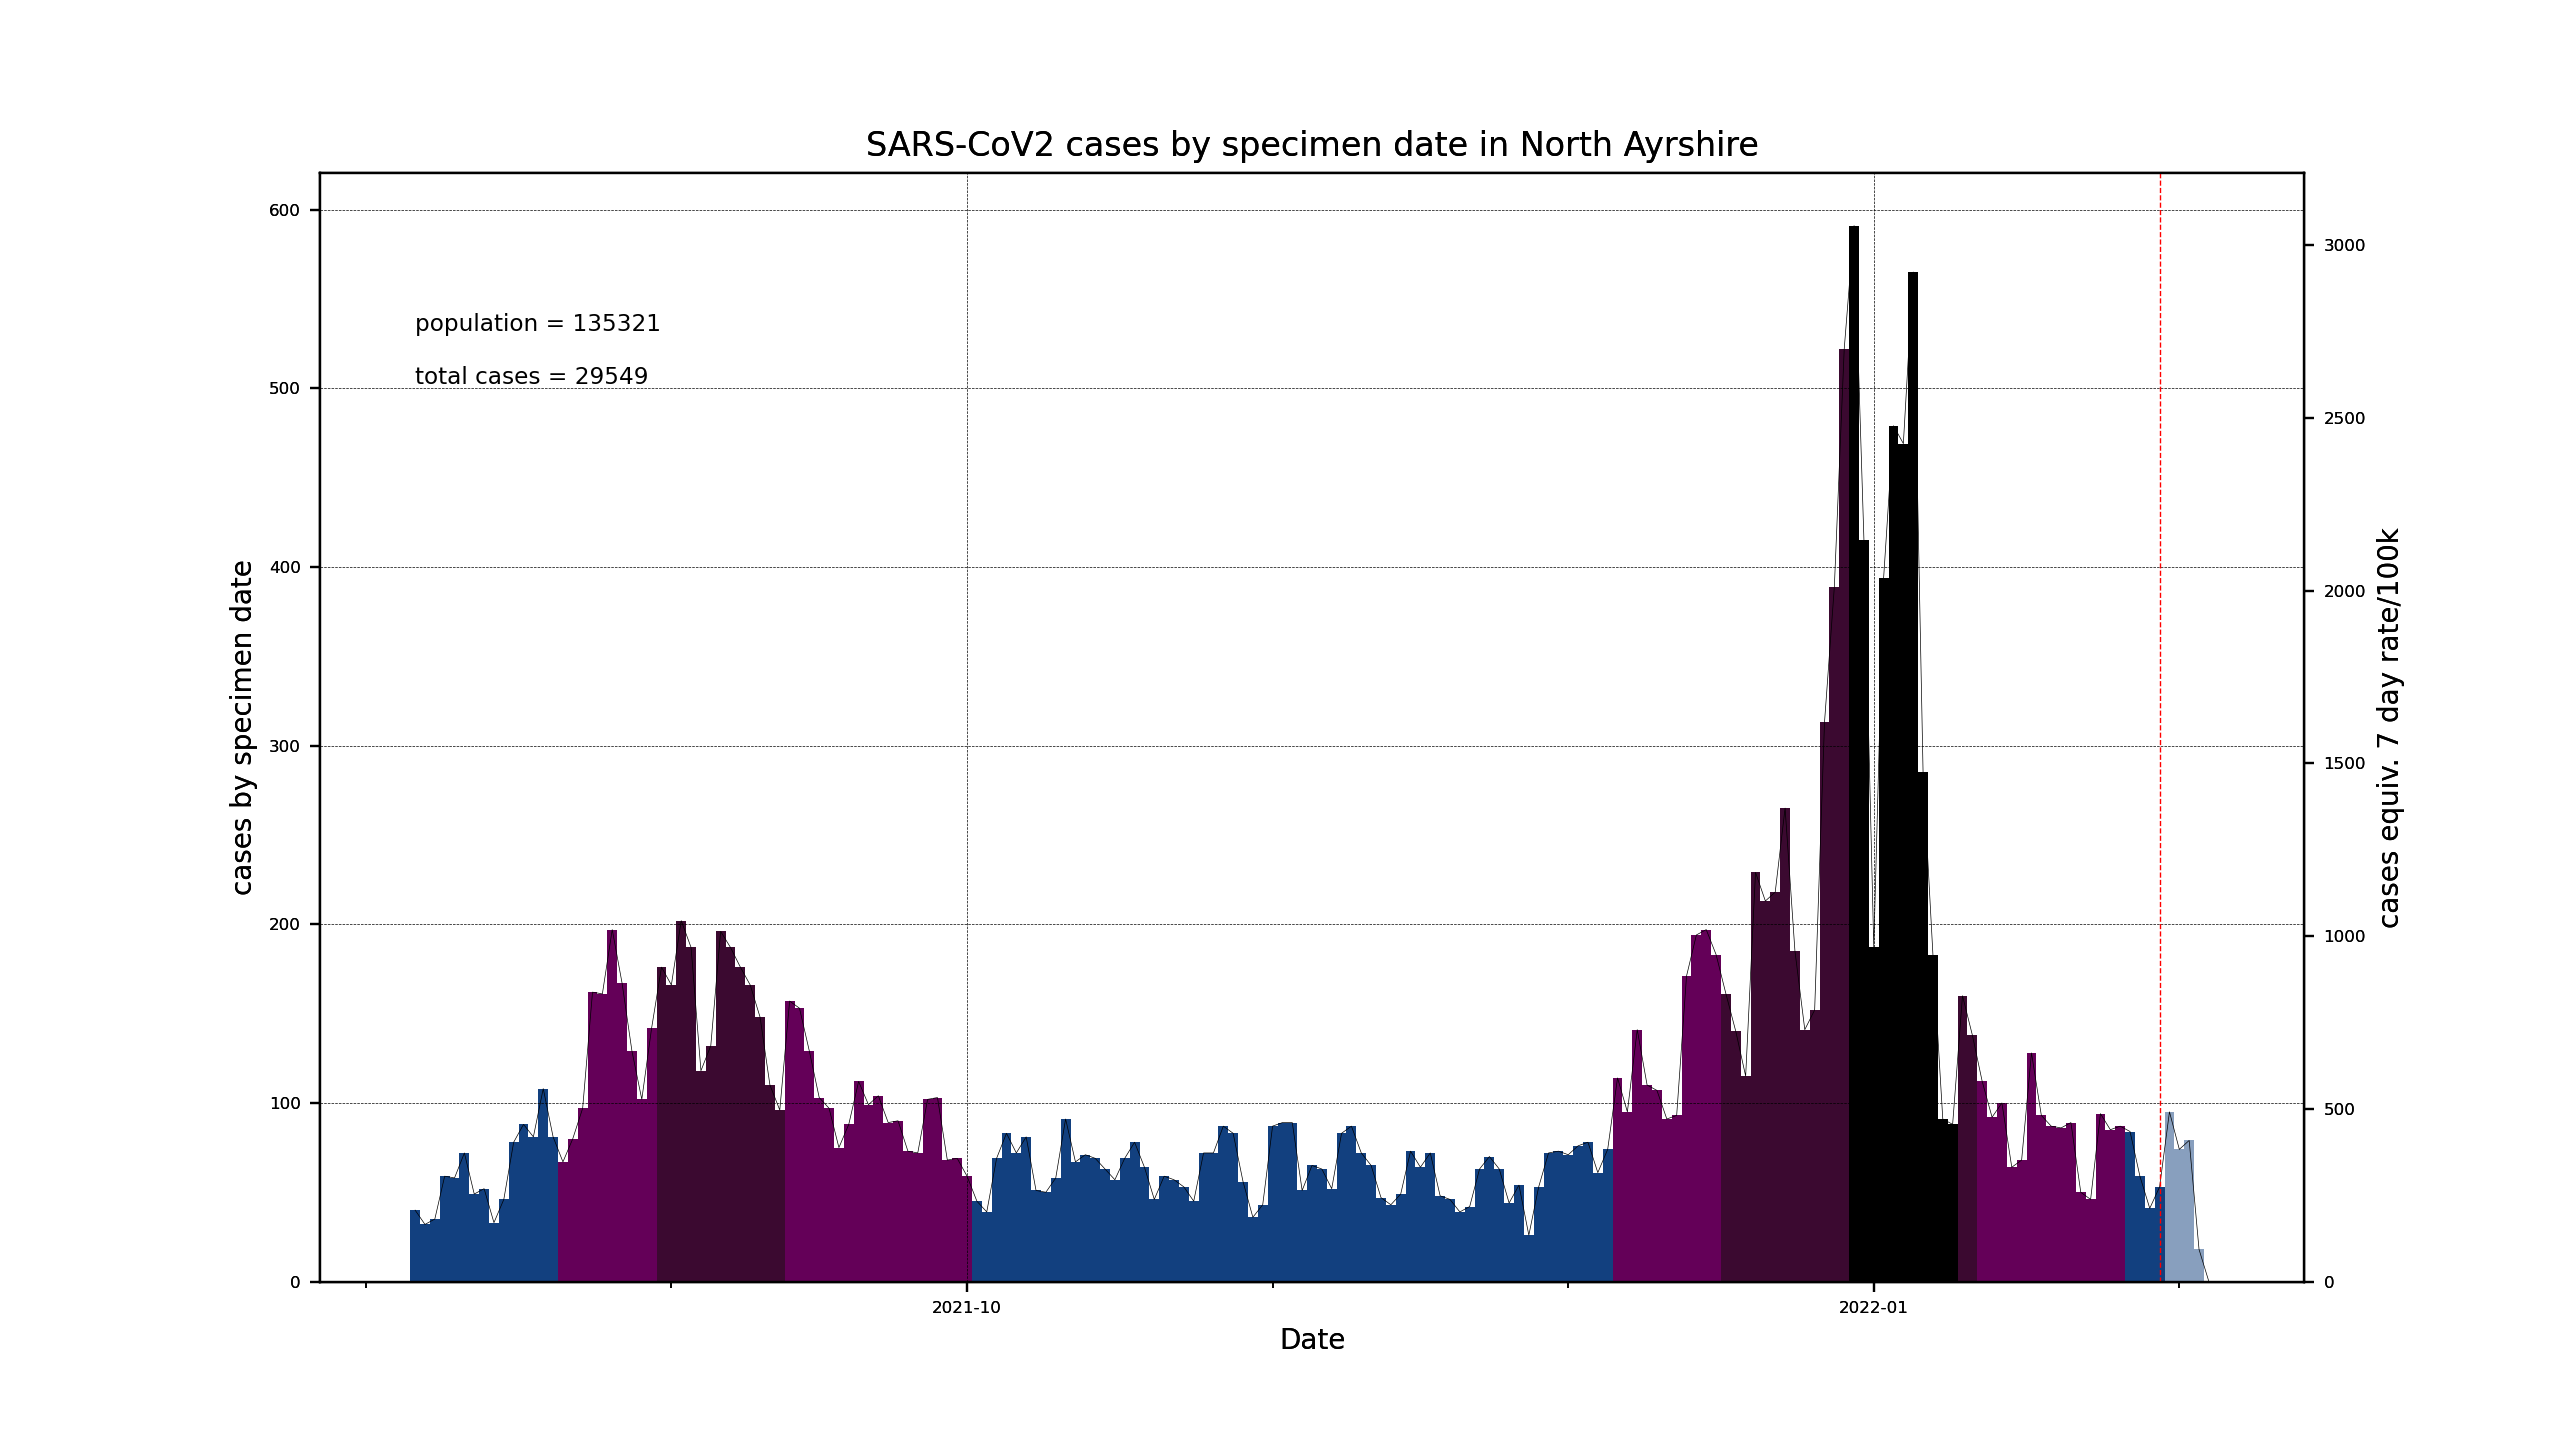 SARS-CoV2 cases by specimen date in North Ayrshire
population = 135321
total cases = 29549
cases by specimen date
600
500
400
300
200
100
0
3000
2500
2000
1500
1000
500
0
cases equiv. 7 day rate/100k
2021-10
2022-01
Date